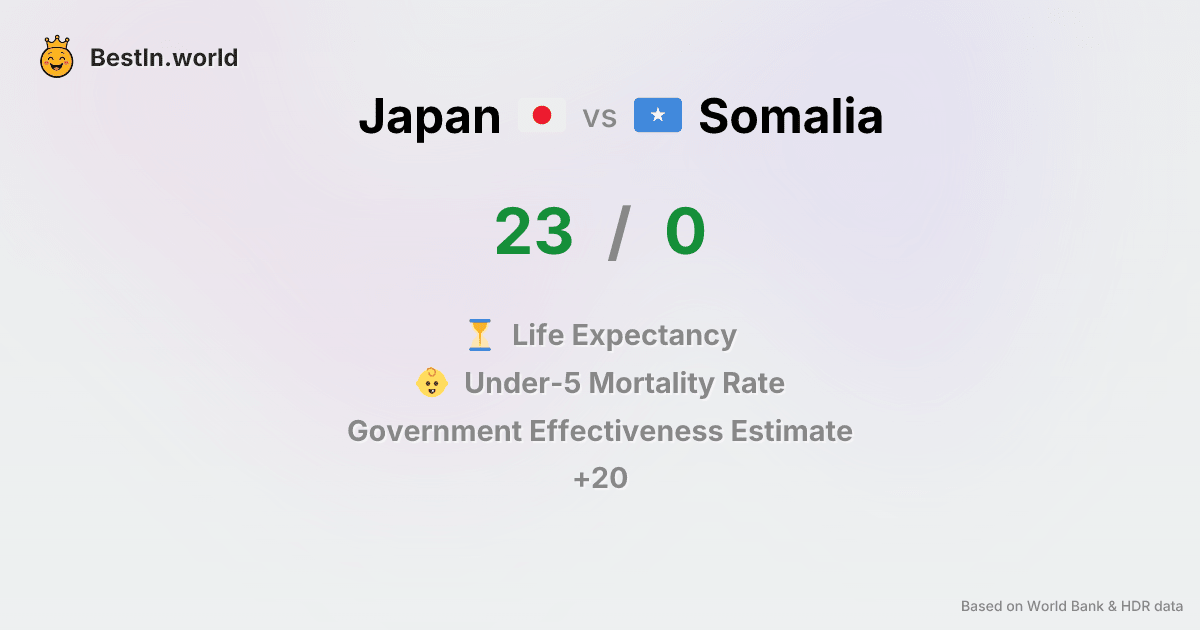 BestIn.world
Japan vs Somalia
23 / 0
Life Expectancy
Under-5 Mortality Rate
Government Effectiveness Estimate
+20
Based on World Bank & HDR data